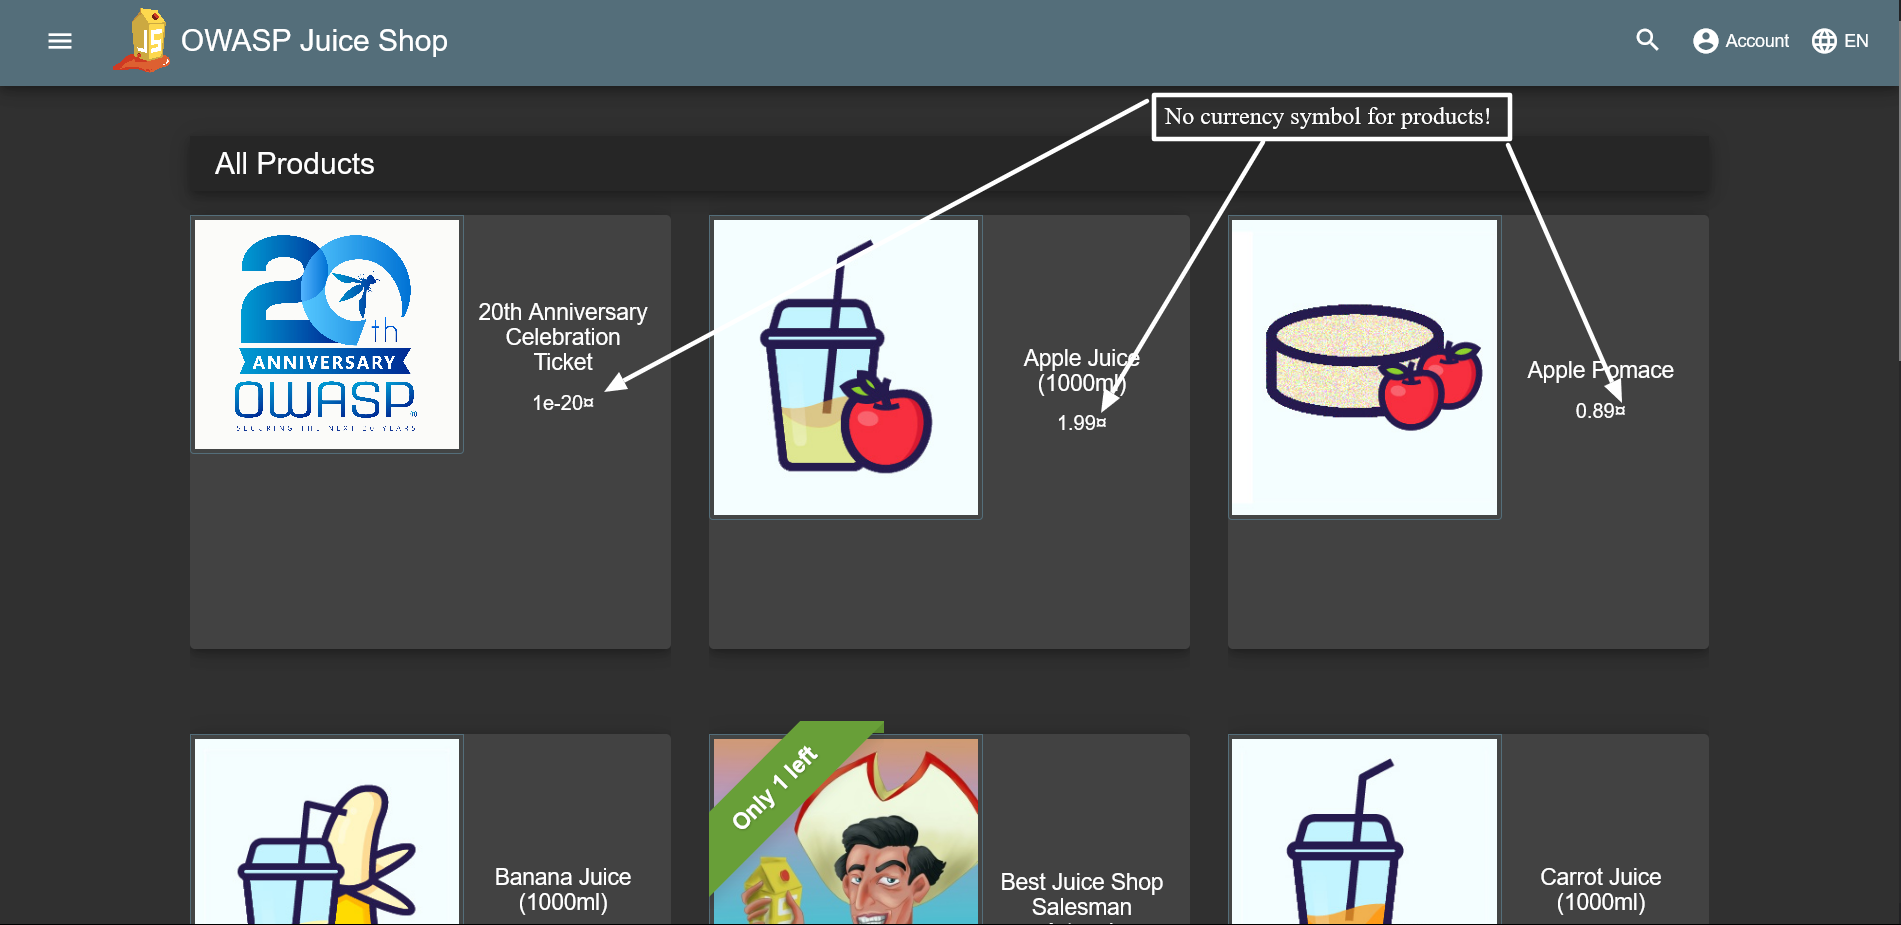 OWASP Juice Shop
Account
EN
No currency symbol for products!
All Products
20th
ANNIVERSARY
OWASP
SECURING THE NEXT 20 YEARS
20th Anniversary
Celebration
Ticket
1e-20¤
Apple Juice
(1000ml)
1.99¤
Apple Pomace
0.89¤
Banana Juice
(1000ml)
Only 1 left
Best Juice Shop
Salesman
Carrot Juice
(1000ml)